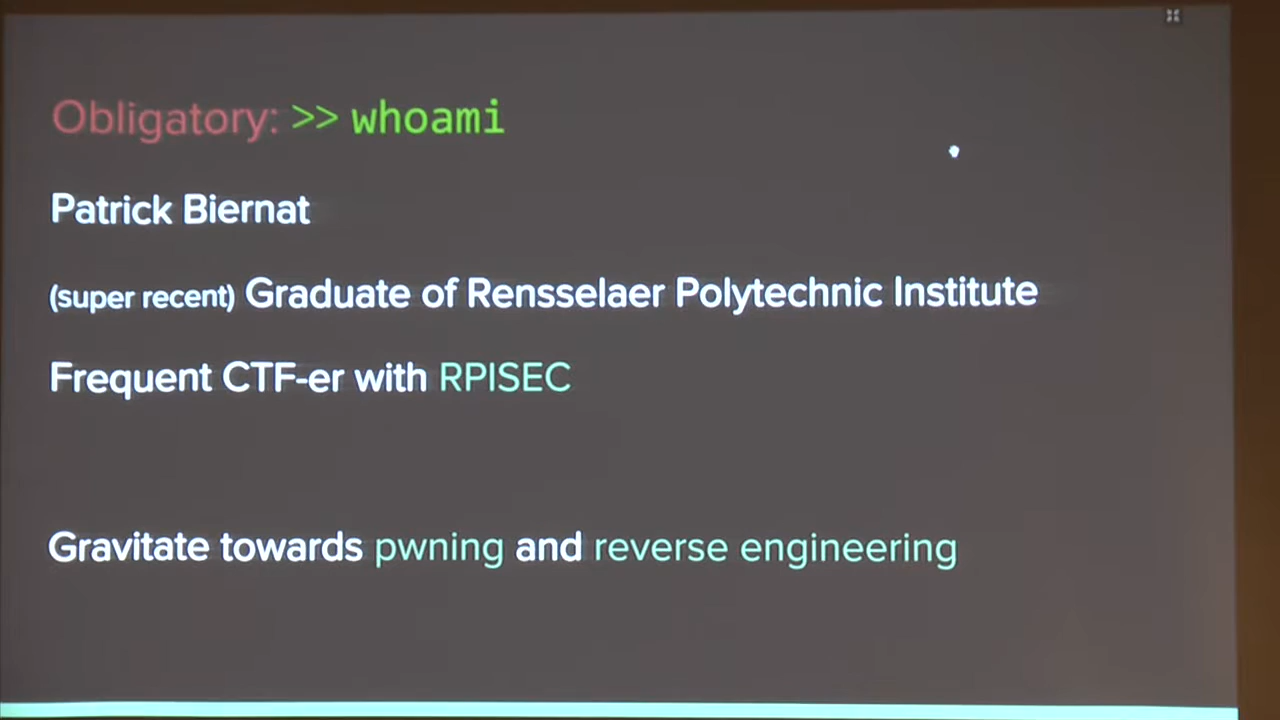 Obligatory: >> whoami
Patrick Biernat
(super recent) Graduate of Rensselaer Polytechnic Institute
Frequent CTF-er with RPISEC
Gravitate towards pwning and reverse engineering